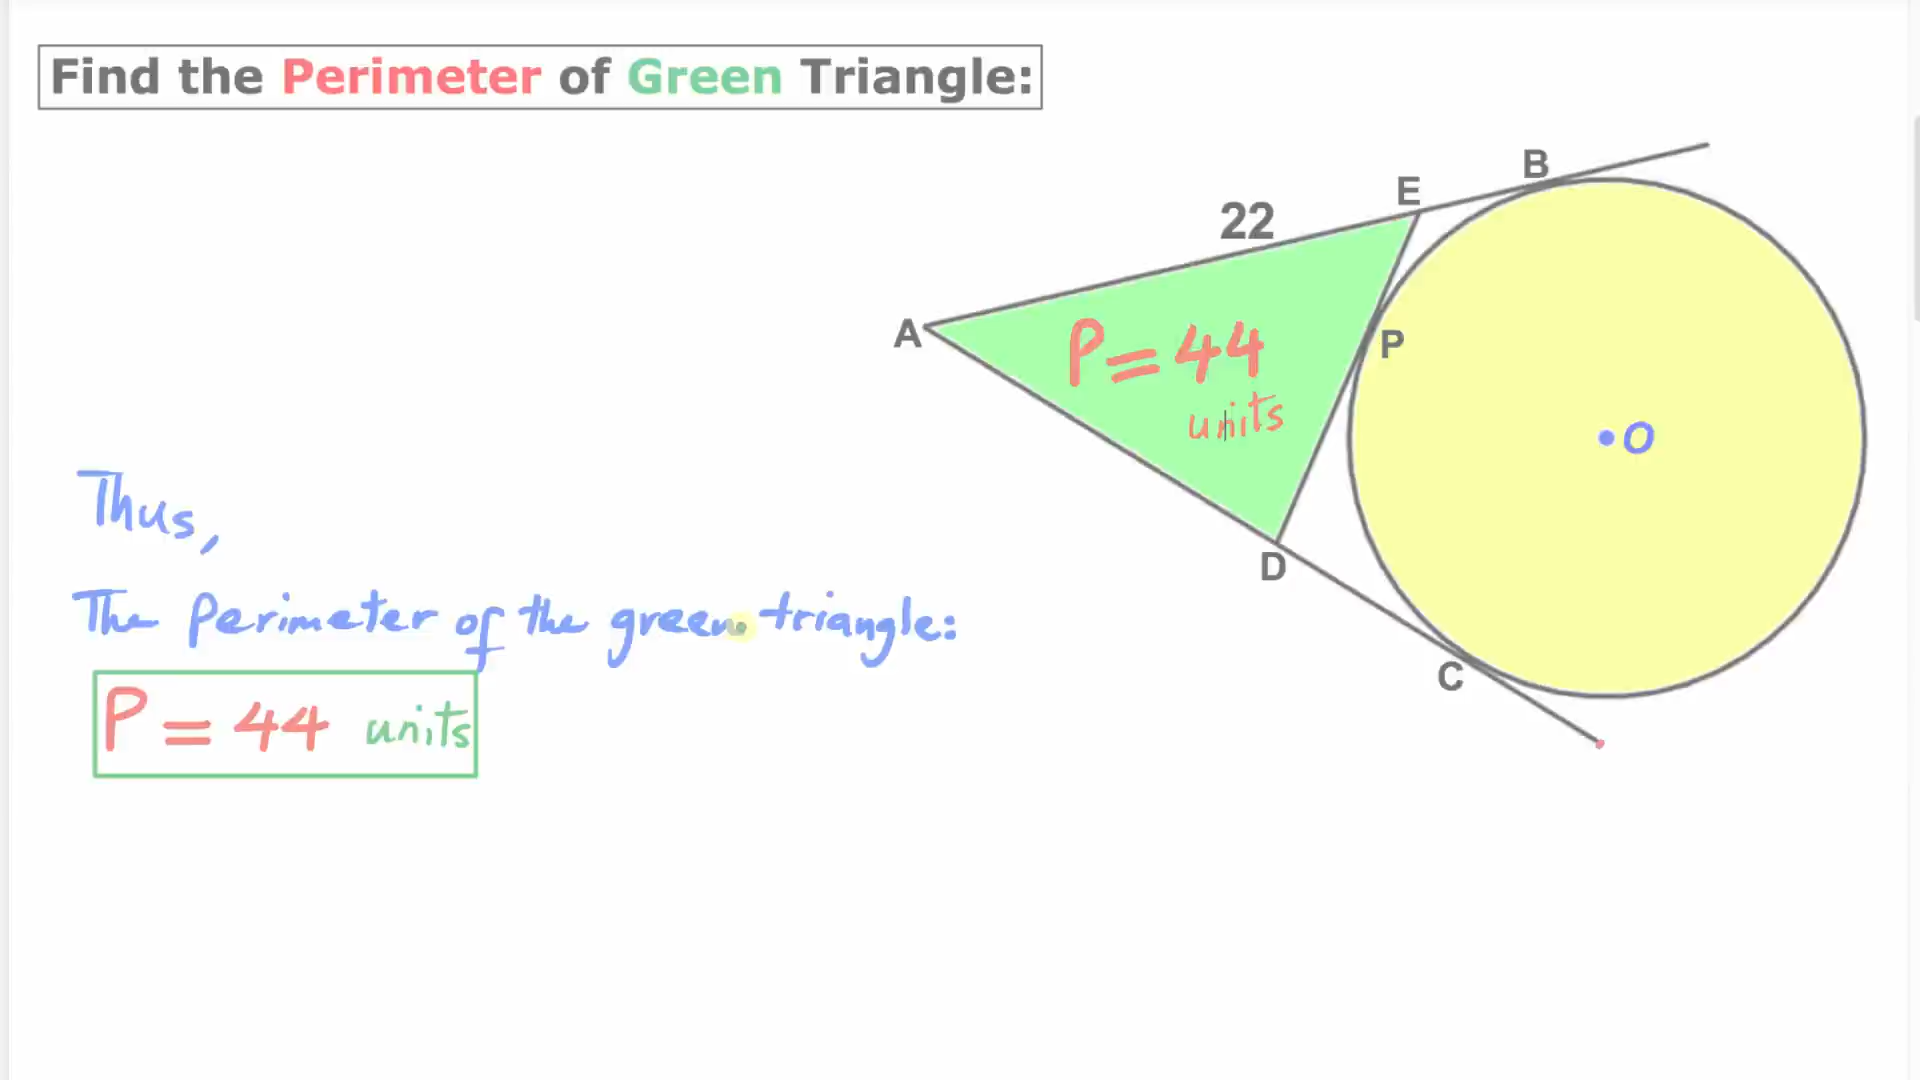 Find the Perimeter of Green Triangle:
B
E
22
A
P = 44
P
units
O
Thus,
D
The Perimeter of the green triangle:
C
P = 44 units